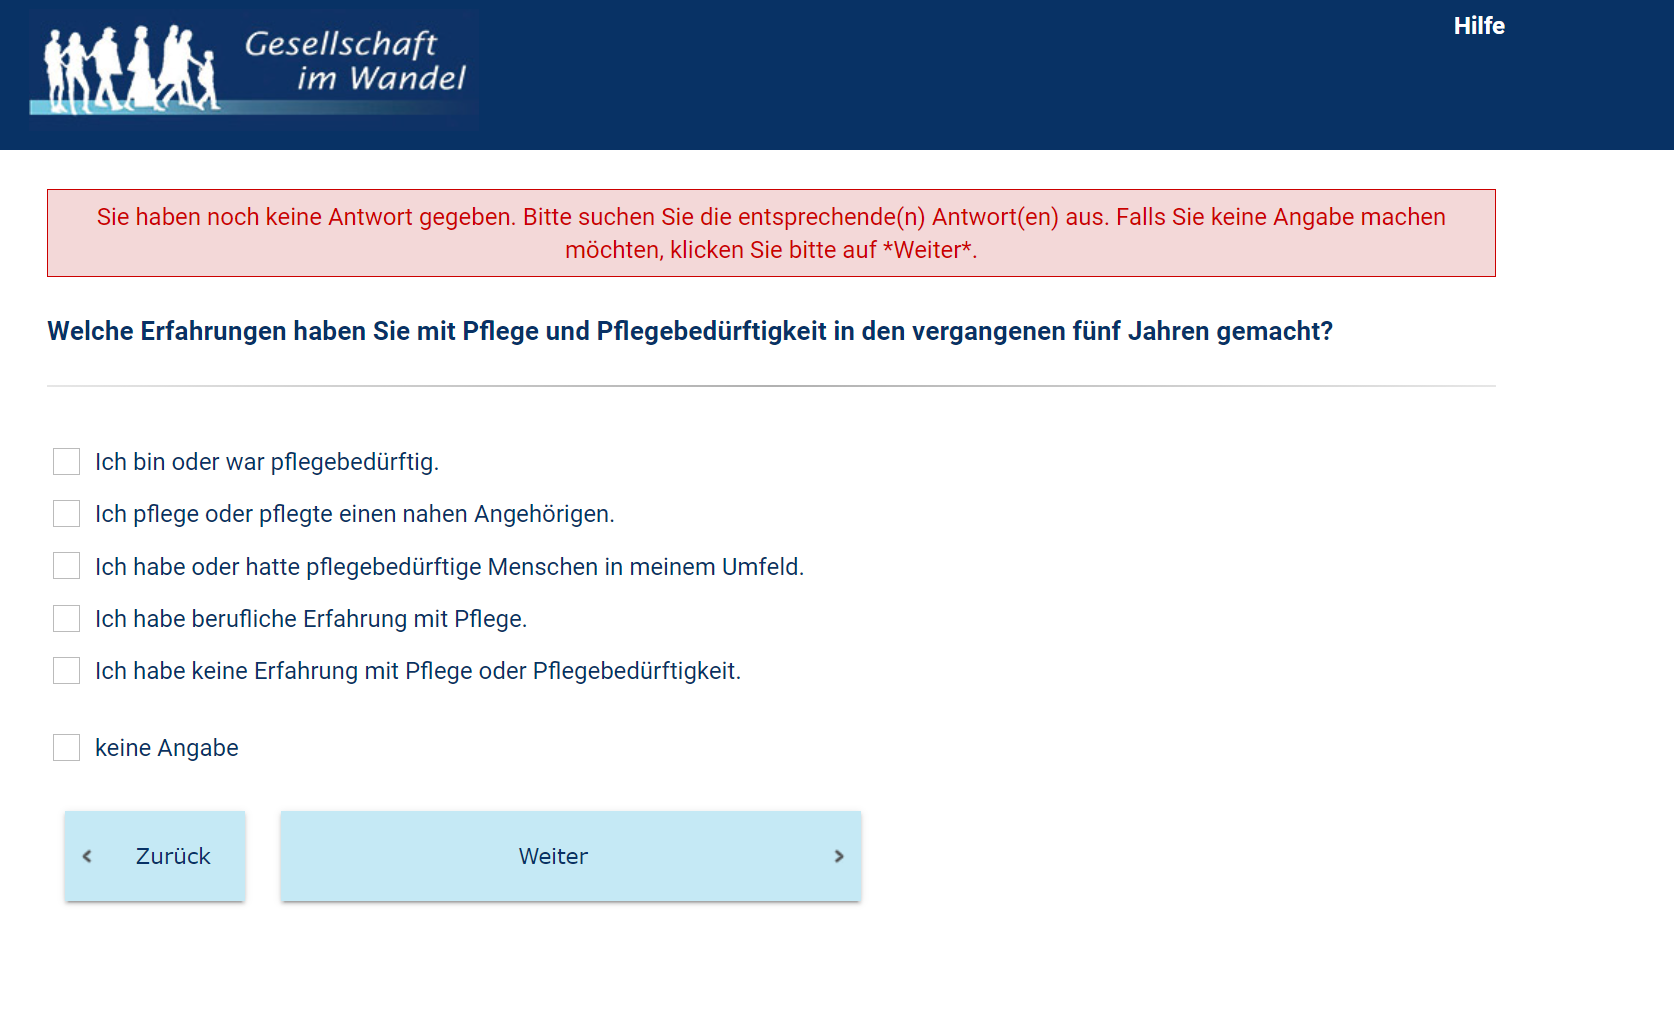 Gesellschaft
im Wandel
Hilfe
Sie haben noch keine Antwort gegeben. Bitte suchen Sie die entsprechende(n) Antwort(en) aus. Falls Sie keine Angabe machen
möchten, klicken Sie bitte auf *Weiter*.
Welche Erfahrungen haben Sie mit Pflege und Pflegebedürftigkeit in den vergangenen fünf Jahren gemacht?
Ich bin oder war pflegebedürftig.
Ich pflege oder pflegte einen nahen Angehörigen.
Ich habe oder hatte pflegebedürftige Menschen in meinem Umfeld.
Ich habe berufliche Erfahrung mit Pflege.
Ich habe keine Erfahrung mit Pflege oder Pflegebedürftigkeit.
keine Angabe
Zurück
Weiter